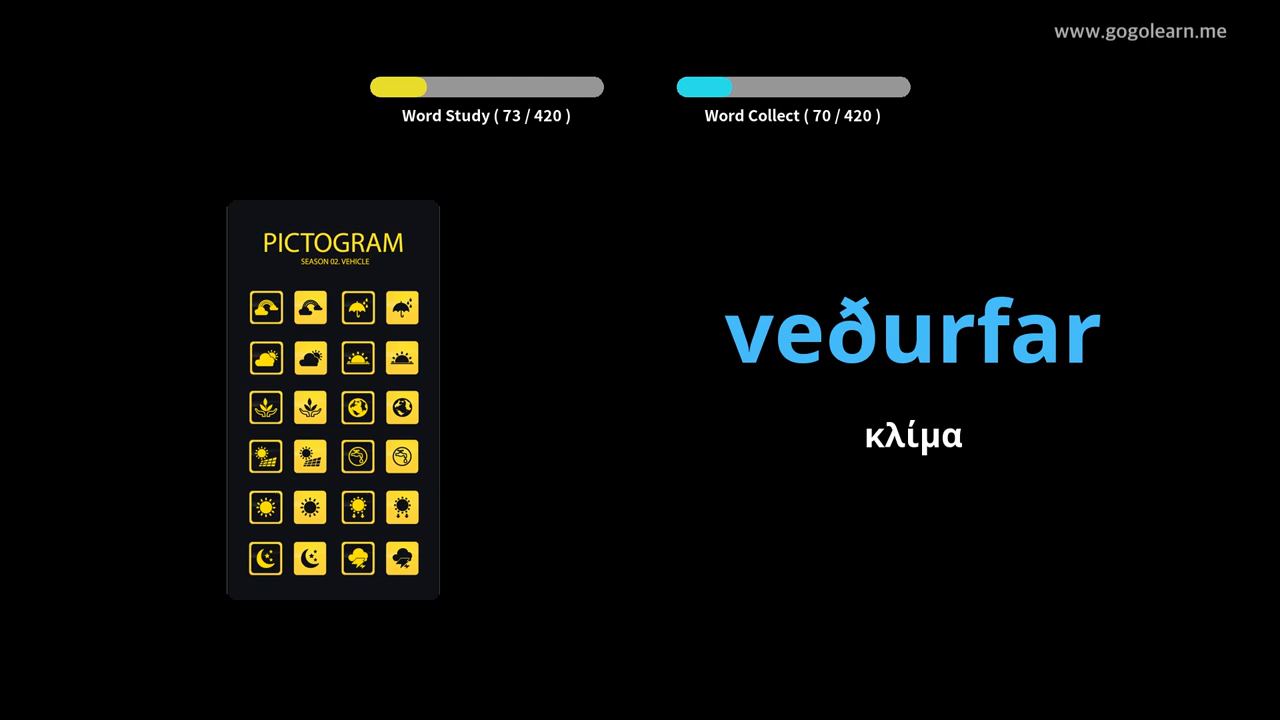 www.gogolearn.me
Word Study ( 73 / 420 )
Word Collect ( 70 / 420 )
PICTOGRAM
SEASON 02. VEHICLE
veðurfar
κλίμα